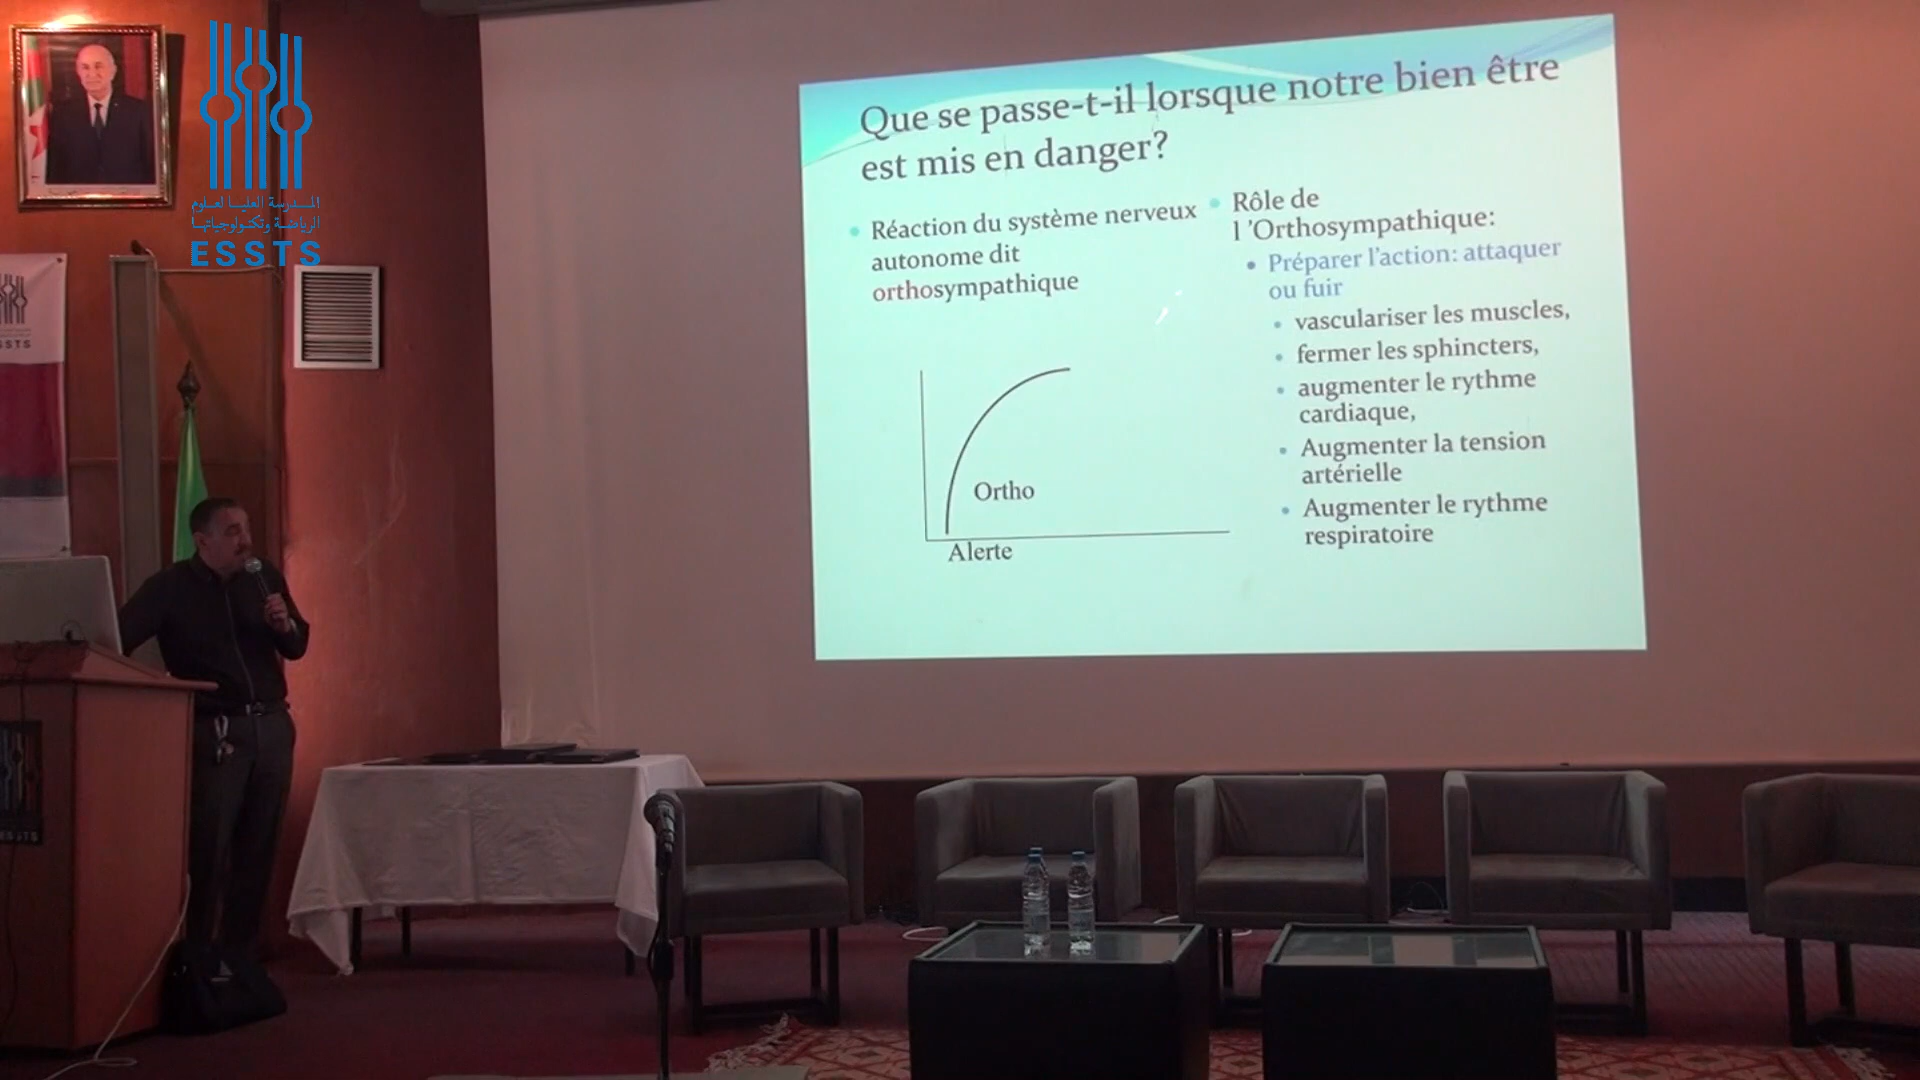 المدرسة العليا لعلوم
الرياضة وتكنولوجياتها
ESSTS
Que se passe-t-il lorsque notre bien être
est mis en danger?
Réaction du système nerveux
autonome dit
orthosympathique
Ortho
Alerte
Rôle de
l 'Orthosympathique:
Préparer l'action: attaquer
ou fuir
vasculariser les muscles,
fermer les sphincters,
augmenter le rythme
cardiaque,
Augmenter la tension
artérielle
Augmenter le rythme
respiratoire
ESSTS